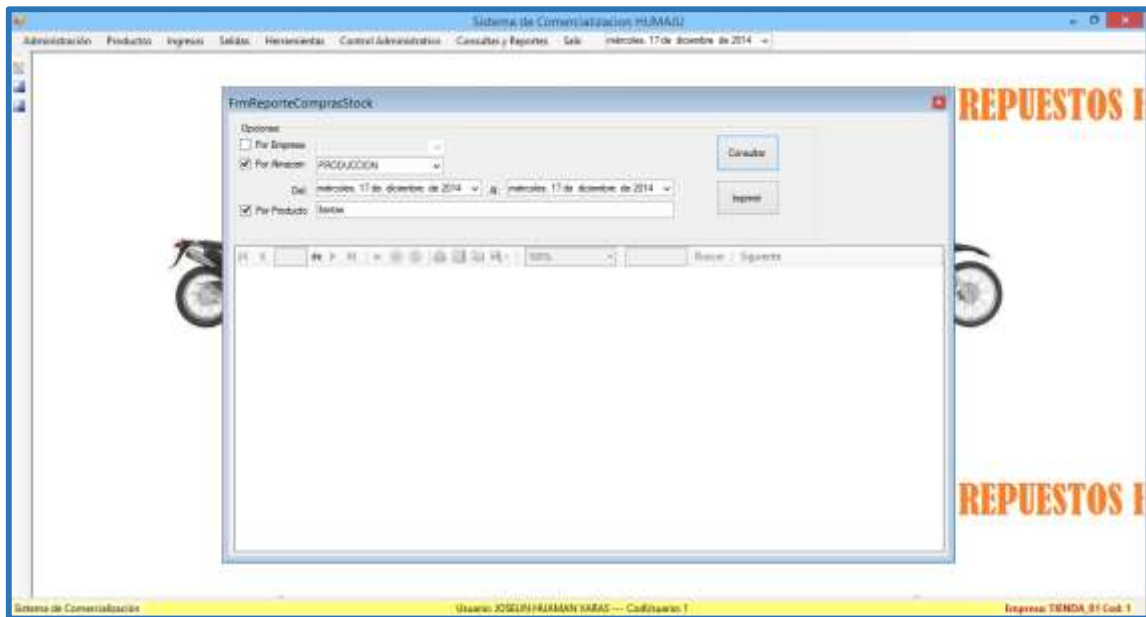 Sistema de Comercializacion HUMAJU
Administración Productos Ingresos Salidas Herramientas Control Administrativo Consultas y Reportes Salir miércoles, 17 de diciembre de 2014
REPUESTOS
FrmReporteComprasStock
Opciones
Por Empresa
Consultar
Por Almacen PRODUCCION
Del: miércoles, 17 de diciembre de 2014 Al: miércoles, 17 de diciembre de 2014
Imprimir
Por Producto
de 100% Buscar | Siguiente
REPUESTOS
Sistema de Comercialización Usuario: JOSELIN HUAMAN VARAS --- CodUsuario: 1 Empresa: TIENDA_01 Cod: 1